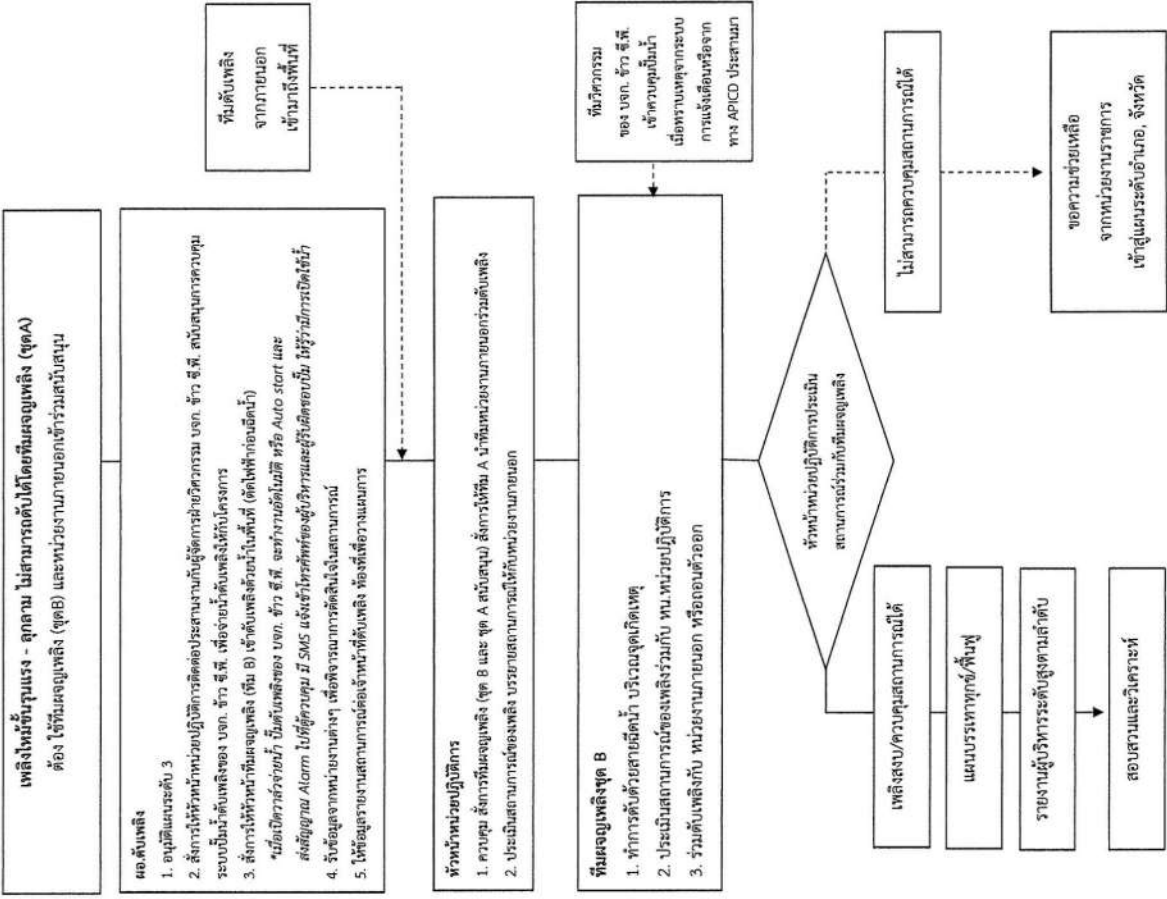 เพลิงไหม้ขั้นรุนแรง - ลุกลาม ไม่สามารถดับได้โดยทีมผจญเพลิง (ชุดA)
ต้อง ใช้ทีมผจญเพลิง (ชุดB) และหน่วยงานภายนอกเข้าร่วมสนับสนุน
ผอ.ดับเพลิง
1. อนุมัติแผนระดับ 3
2. สั่งการให้หัวหน้าหน่วยปฏิบัติการติดต่อประสานงานกับผู้จัดการฝ่ายวิศวกรรม บจก. ข้าว ซี.พี. สนับสนุนการควบคุม
ระบบปั๊มน้ำดับเพลิงของ บจก. ข้าว ซี.พี. เพื่อจ่ายน้ำดับเพลิงให้กับโครงการ
3. สั่งการให้หัวหน้าทีมผจญเพลิง (ทีม B) เข้าดับเพลิงด้วยน้ำในพื้นที่ (ตัดไฟฟ้าก่อนฉีดน้ำ)
*เมื่อเปิดวาล์วจ่ายน้ำ ปั๊มดับเพลิงของ บจก. ข้าว ซี.พี. จะทำงานอัตโนมัติ หรือ Auto start และ
ส่งสัญญาณ Alarm ไปที่ตู้ควบคุม มี SMS แจ้งเข้าโทรศัพท์ของผู้บริหารและผู้รับผิดชอบปั๊ม ให้รู้ว่ามีการเปิดใช้น้ำ
4. รับข้อมูลจากหน่ายงานต่างๆ เพื่อพิจารณาการตัดสินใจในสถานการณ์
5. ให้ข้อมูลรายงานสถานการณ์ต่อเจ้าหน้าที่ดับเพลิง ท้องที่เพื่อวางแผนการ
ทีมดับเพลิง
จากภายนอก
เข้ามาถึงพื้นที่
หัวหน้าหน่วยปฏิบัติการ
1. ควบคุม สั่งการทีมผจญเพลิง (ชุด B และ ชุด A สนับสนุน) สั่งการให้ทีม A นำทีมหน่วยงานภายนอกร่วมดับเพลิง
2. ประเมินสถานการณ์ของเพลิง บรรยายสถานการณ์ให้กับหน่วยงานภายนอก
ทีมผจญเพลิงชุด B
1. ทำการดับด้วยสายฉีดน้ำ บริเวณจุดเกิดเหตุ
2. ประเมินสถานการณ์ของเพลิงร่วมกับ หน.หน่วยปฏิบัติการ
3. ร่วมดับเพลิงกับ หน่วยงานภายนอก หรือถอนตัวออก
ทีมวิศวกรรม
ของ บจก. ข้าว ซี.พี.
เข้าควบคุมปั๊มน้ำ
เมื่อทราบเหตุจากระบบ
การแจ้งเตือนหรือจาก
ทาง APICD ประสานมา
หัวหน้าหน่วยปฏิบัติการประเมิน
สถานการณ์ร่วมกับทีมผจญเพลิง
เพลิงสงบ/ควบคุมสถานการณ์ได้
แผนบรรเทาทุกข์/ฟื้นฟู
รายงานผู้บริหารระดับสูงตามลำดับ
สอบสวนและวิเคราะห์
ไม่สามารถควบคุมสถานการณ์ได้
ขอความช่วยเหลือ
จากหน่วยงานราชการ
เข้าสู่แผนระดับอำเภอ, จังหวัด